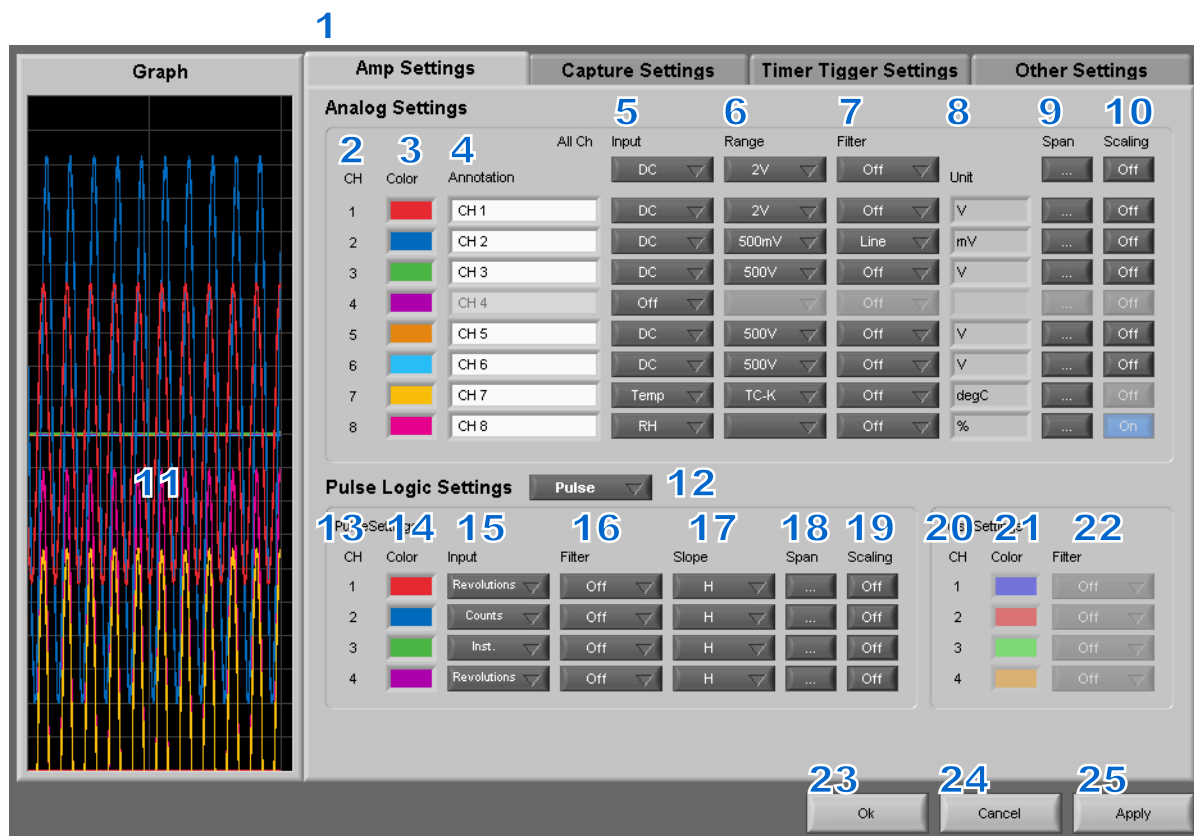 1
Graph
Amp Settings Capture Settings Timer Tigger Settings Other Settings
Analog Settings
5 6 7 8 9 10
All Ch Input Range Filter Span Scaling
2 3 4
DC 2V Off ... Off
CH Color Annotation Unit
1 CH 1 DC 2V Off V ... Off
2 CH 2 DC 500mV Line mV ... Off
3 CH 3 DC 500V Off V ... Off
4 CH 4 Off Off ... Off
5 CH 5 DC 500V Off V ... Off
6 CH 6 DC 500V Off V ... Off
7 CH 7 Temp TC-K Off degC ... Off
8 CH 8 RH Off % ... On
11
Pulse Logic Settings Pulse 12
13 14 15 16 17 18 19 20 21 22
CH Color Input Filter Slope Span Scaling CH Color Filter
1 Revolutions Off H ... Off 1 Off
2 Counts Off H ... Off 2 Off
3 Inst. Off H ... Off 3 Off
4 Revolutions Off H ... Off 4 Off
23 24 25
Ok Cancel Apply